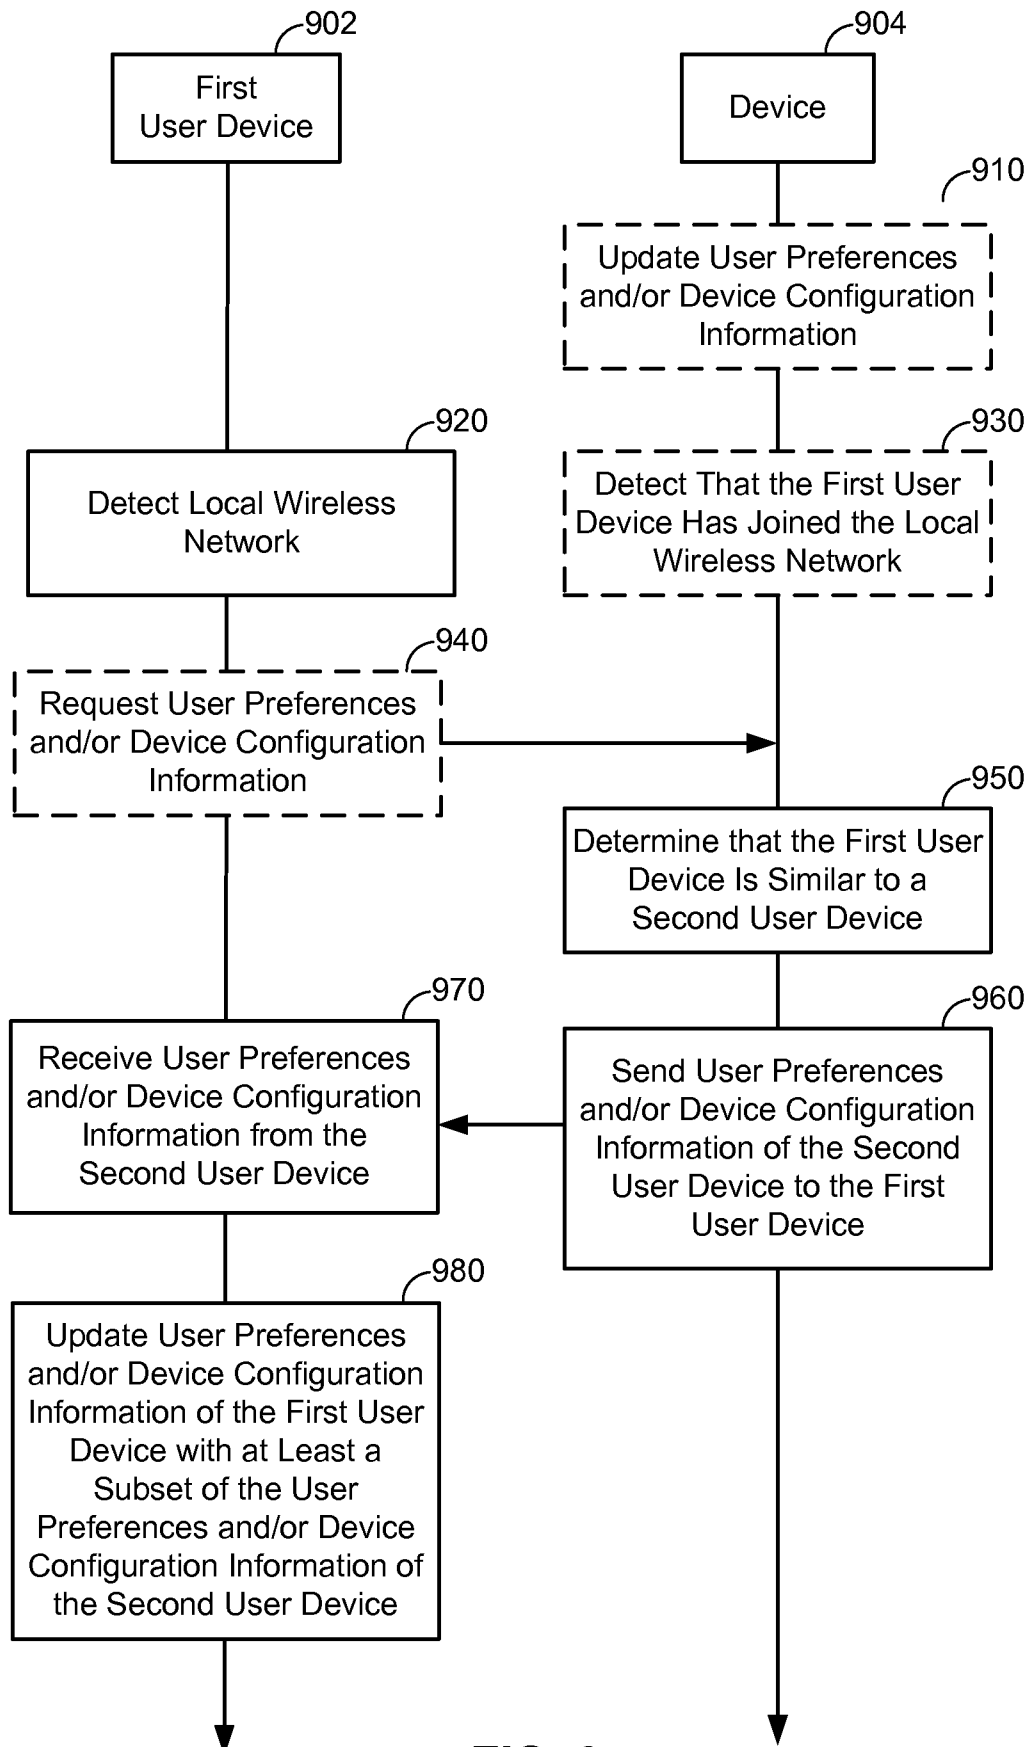 902
First
User Device
904
Device
910
Update User Preferences
and/or Device Configuration
Information
920
Detect Local Wireless
Network
930
Detect That the First User
Device Has Joined the Local
Wireless Network
940
Request User Preferences
and/or Device Configuration
Information
950
Determine that the First User
Device Is Similar to a
Second User Device
960
Send User Preferences
and/or Device Configuration
Information of the Second
User Device to the First
User Device
970
Receive User Preferences
and/or Device Configuration
Information from the
Second User Device
980
Update User Preferences
and/or Device Configuration
Information of the First User
Device with at Least a
Subset of the User
Preferences and/or Device
Configuration Information of
the Second User Device